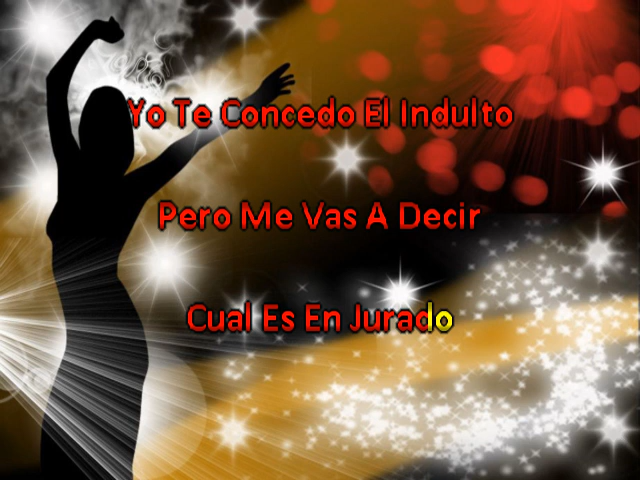 Yo Te Concedo El Indulto
Pero Me Vas A Decir
Cual Es En Jurado